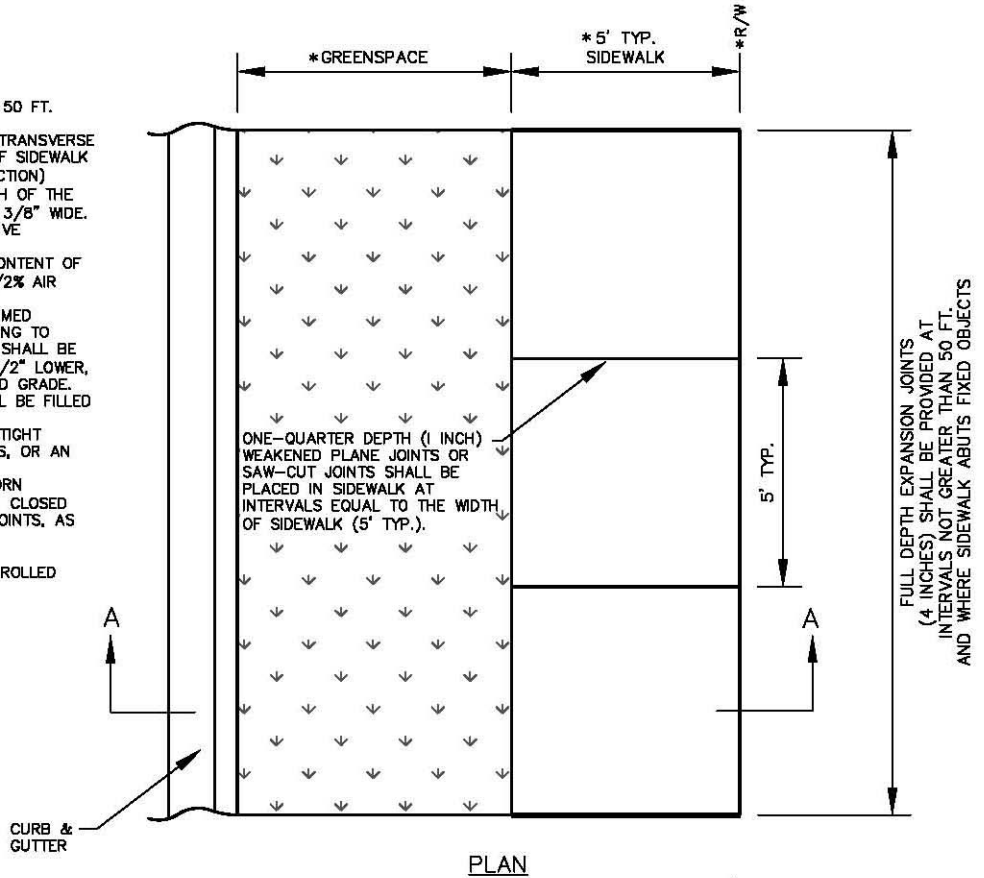 *GREENSPACE
*5' TYP.
SIDEWALK
*R/W
50 FT.
TRANSVERSE
F SIDEWALK
CTION)
H OF THE
3/8" WIDE.
VE
ONTENT OF
/2% AIR
MED
NG TO
SHALL BE
/2" LOWER,
D GRADE.
L BE FILLED
TIGHT
S, OR AN
ORN
CLOSED
OINTS, AS
ROLLED
ONE-QUARTER DEPTH (1 INCH)
WEAKENED PLANE JOINTS OR
SAW-CUT JOINTS SHALL BE
PLACED IN SIDEWALK AT
INTERVALS EQUAL TO THE WIDTH
OF SIDEWALK (5' TYP.).
5' TYP.
FULL DEPTH EXPANSION JOINTS
(4 INCHES) SHALL BE PROVIDED AT
INTERVALS NOT GREATER THAN 50 FT.
AND WHERE SIDEWALK ABUTS FIXED OBJECTS
A
A
CURB &
GUTTER
PLAN